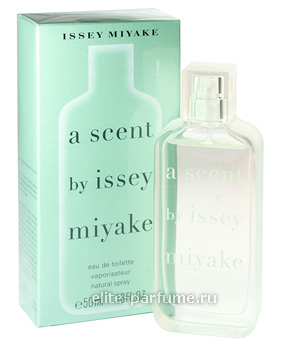 ISSEY MIYAKE
a scent
by issey
miyake
eau de toilette
vaporisateur
natural spray
a scent
by issey
miyake
elite-parfume.ru